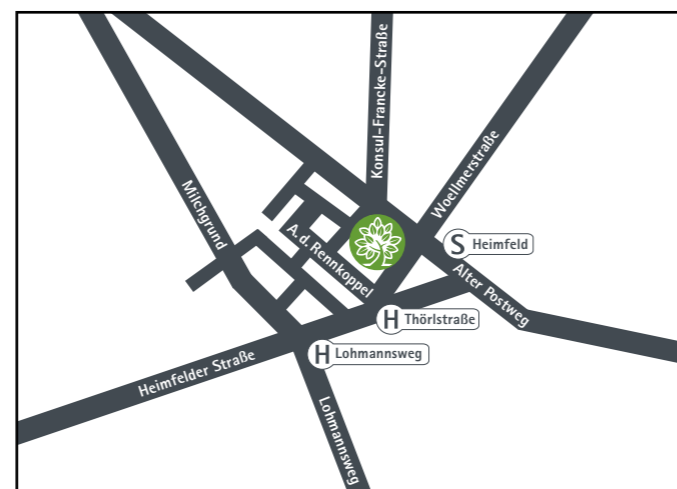 Konsul-Francke-Straße
Woellmerstraße
Milchgrund
A. d. Rennkoppel
S Heimfeld
Alter Postweg
H Thörlstraße
H Lohmannsweg
Heimfelder Straße
Lohmannsweg